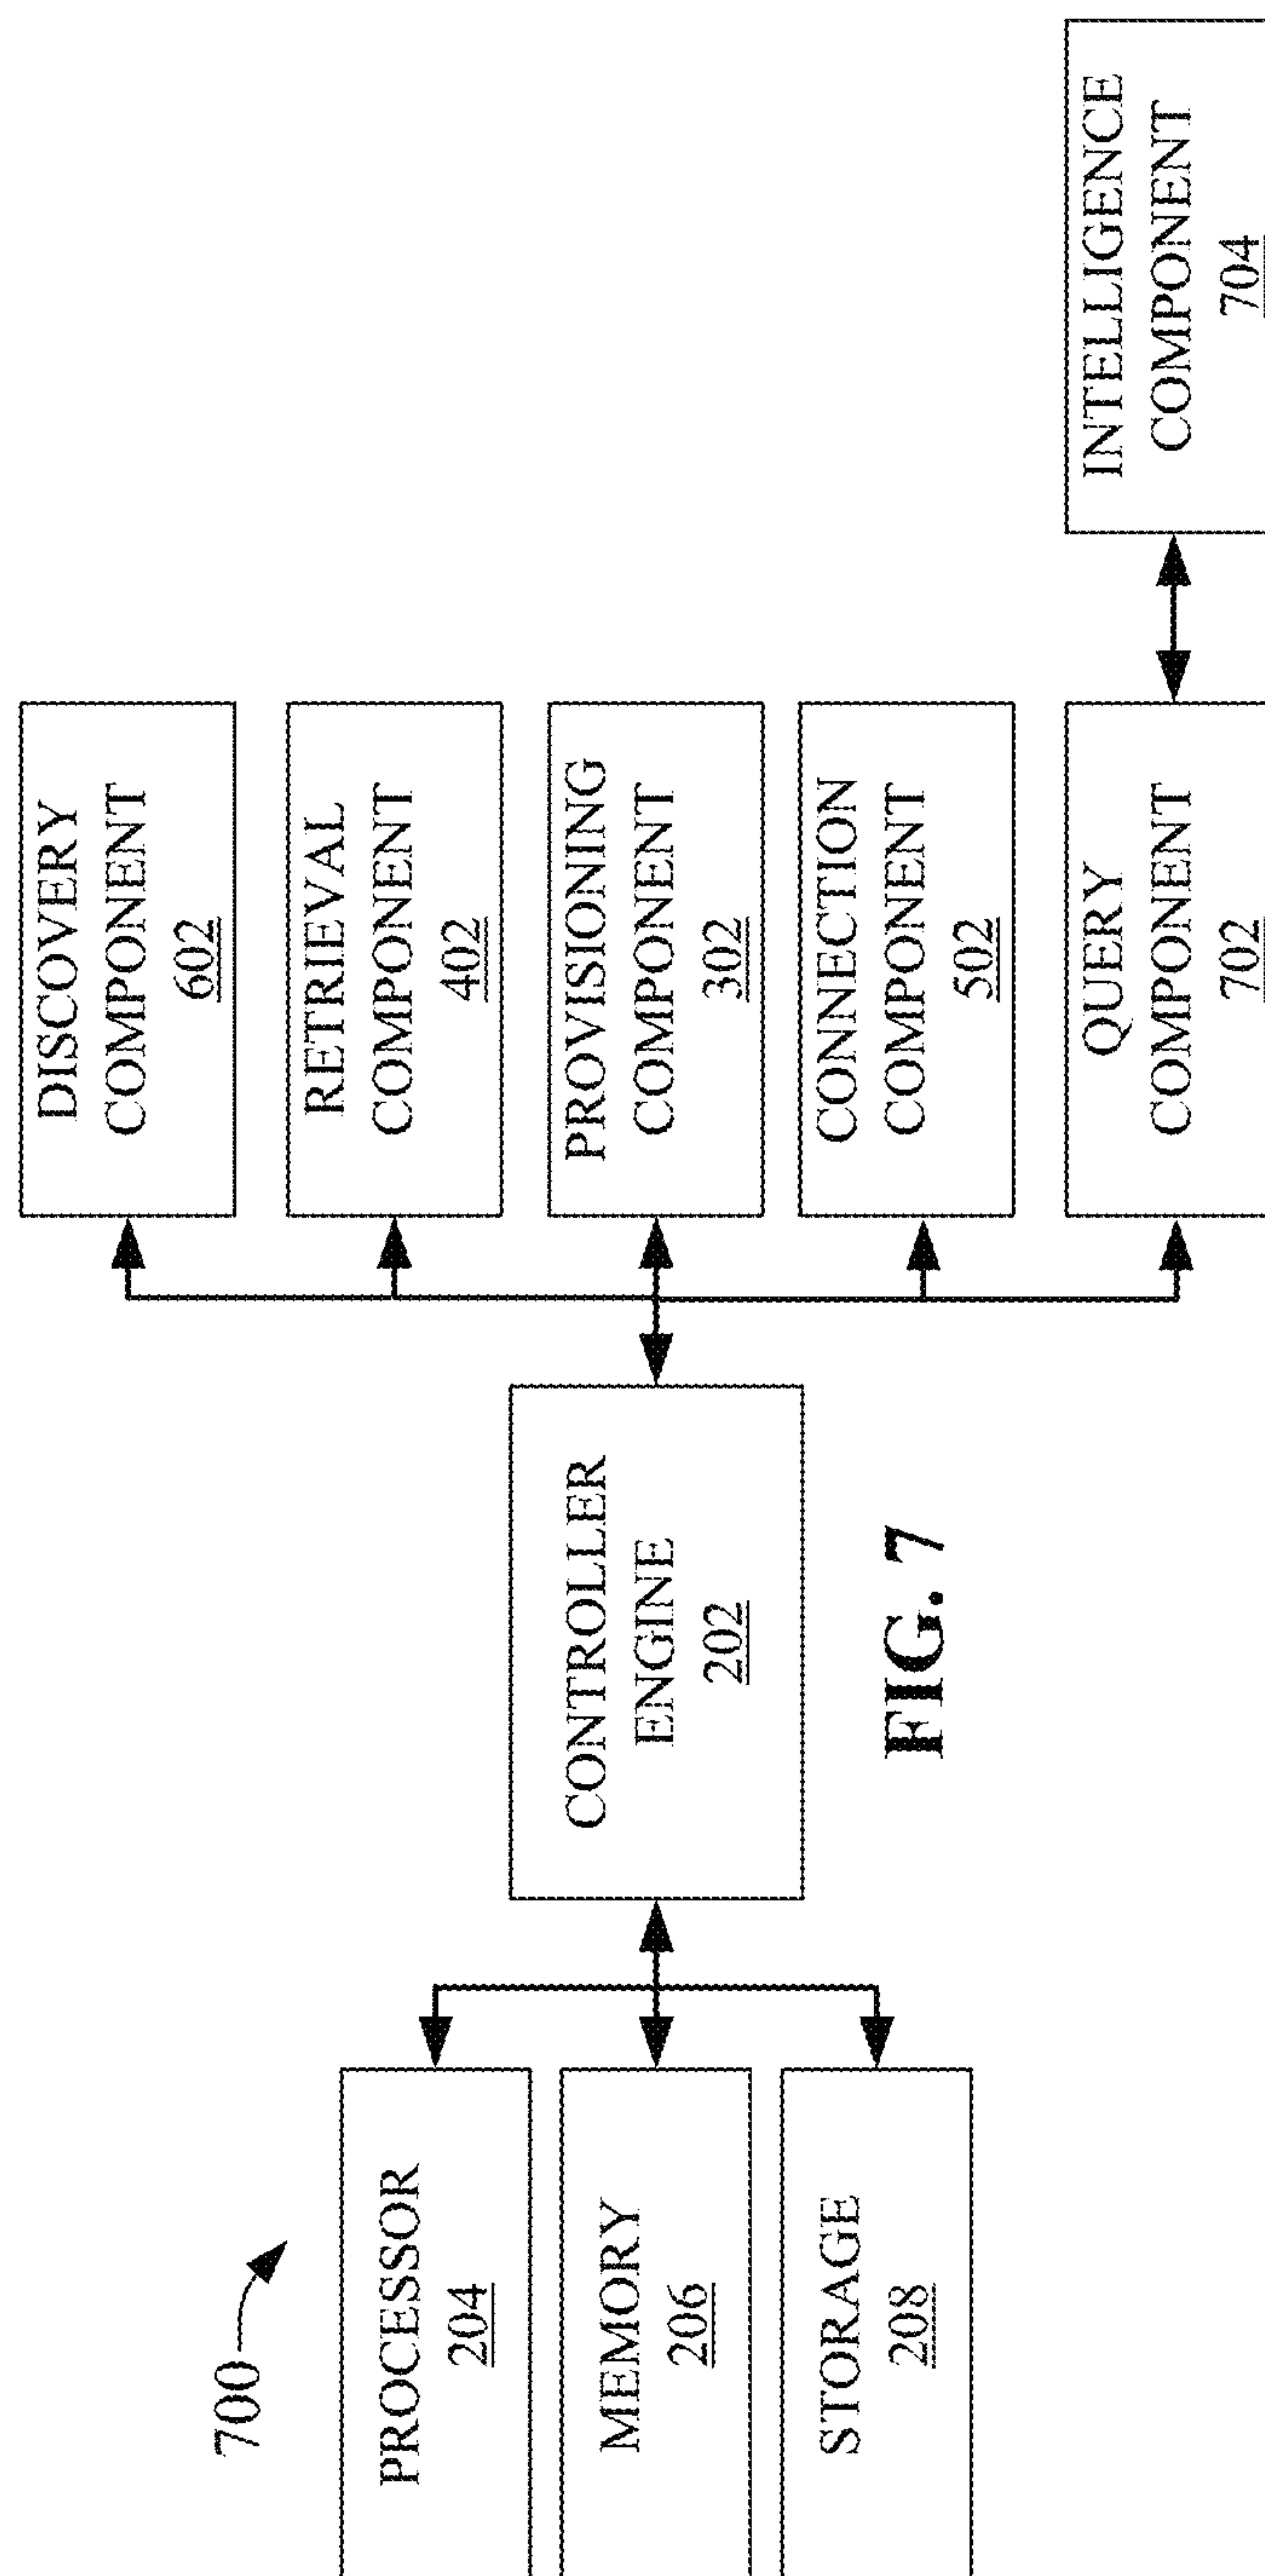 700
PROCESSOR
204
MEMORY
206
STORAGE
208
CONTROLLER
ENGINE
202
DISCOVERY
COMPONENT
602
RETRIEVAL
COMPONENT
402
PROVISIONING
COMPONENT
302
CONNECTION
COMPONENT
502
QUERY
COMPONENT
702
INTELLIGENCE
COMPONENT
704
FIG. 7